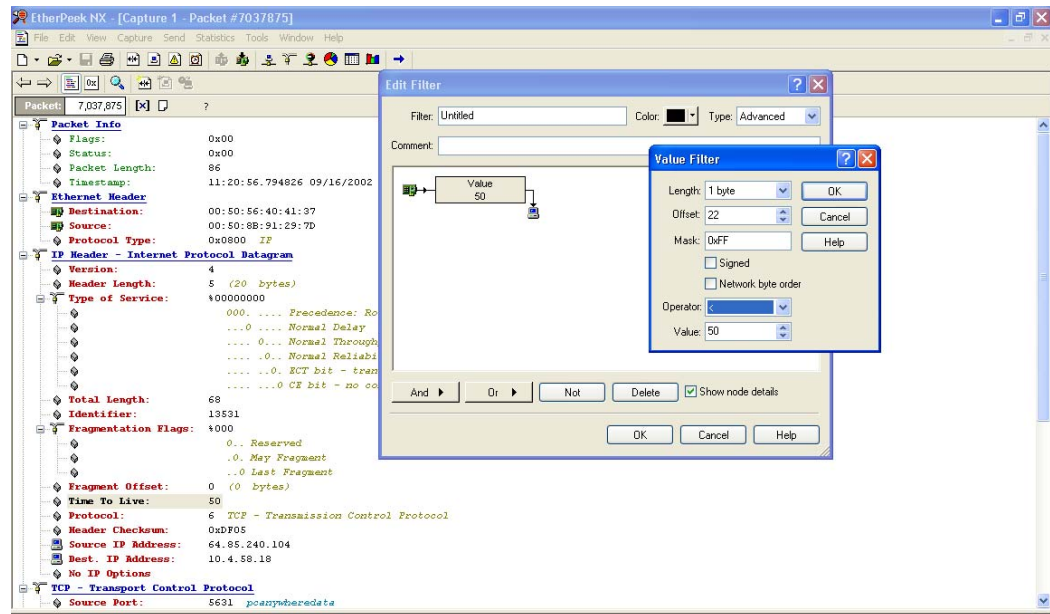 EtherPeek NX - [Capture 1 - Packet #7037875]
File Edit View Capture Send Statistics Tools Window Help
Packet: 7,037,875 ?
Packet Info
Flags: 0x00
Status: 0x00
Packet Length: 86
Timestamp: 11:20:56.794826 09/16/2002
Ethernet Header
Destination: 00:50:56:40:41:37
Source: 00:50:8B:91:29:7D
Protocol Type: 0x0800 IP
IP Header - Internet Protocol Datagram
Version: 4
Header Length: 5 (20 bytes)
Type of Service: %00000000
000. .... Precedence: Ro
...0 .... Normal Delay
.... 0... Normal Through
.... .0.. Normal Reliabi
.... ..0. ECT bit - tran
.... ...0 CE bit - no co
Total Length: 68
Identifier: 13531
Fragmentation Flags: %000
0.. Reserved
.0. May Fragment
..0 Last Fragment
Fragment Offset: 0 (0 bytes)
Time To Live: 50
Protocol: 6 TCP - Transmission Control Protocol
Header Checksum: 0xDF05
Source IP Address: 64.85.240.104
Dest. IP Address: 10.4.58.18
No IP Options
TCP - Transport Control Protocol
Source Port: 5631 pcanywheredata
Edit Filter
Filter: Untitled Color: Type: Advanced
Comment:
Value
50
And Or Not Delete Show node details
OK Cancel Help
Value Filter
Length: 1 byte OK
Offset: 22 Cancel
Mask: 0xFF Help
Signed
Network byte order
Operator: <
Value: 50